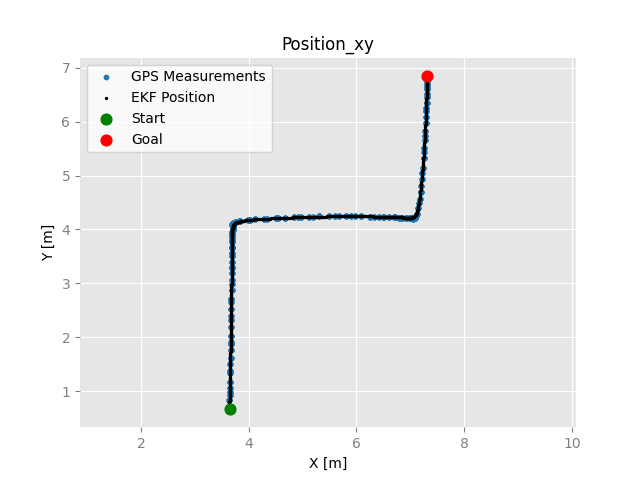 Position_xy
GPS Measurements
EKF Position
Start
Goal
7
6
5
4
3
2
1
Y [m]
2
4
6
8
10
X [m]